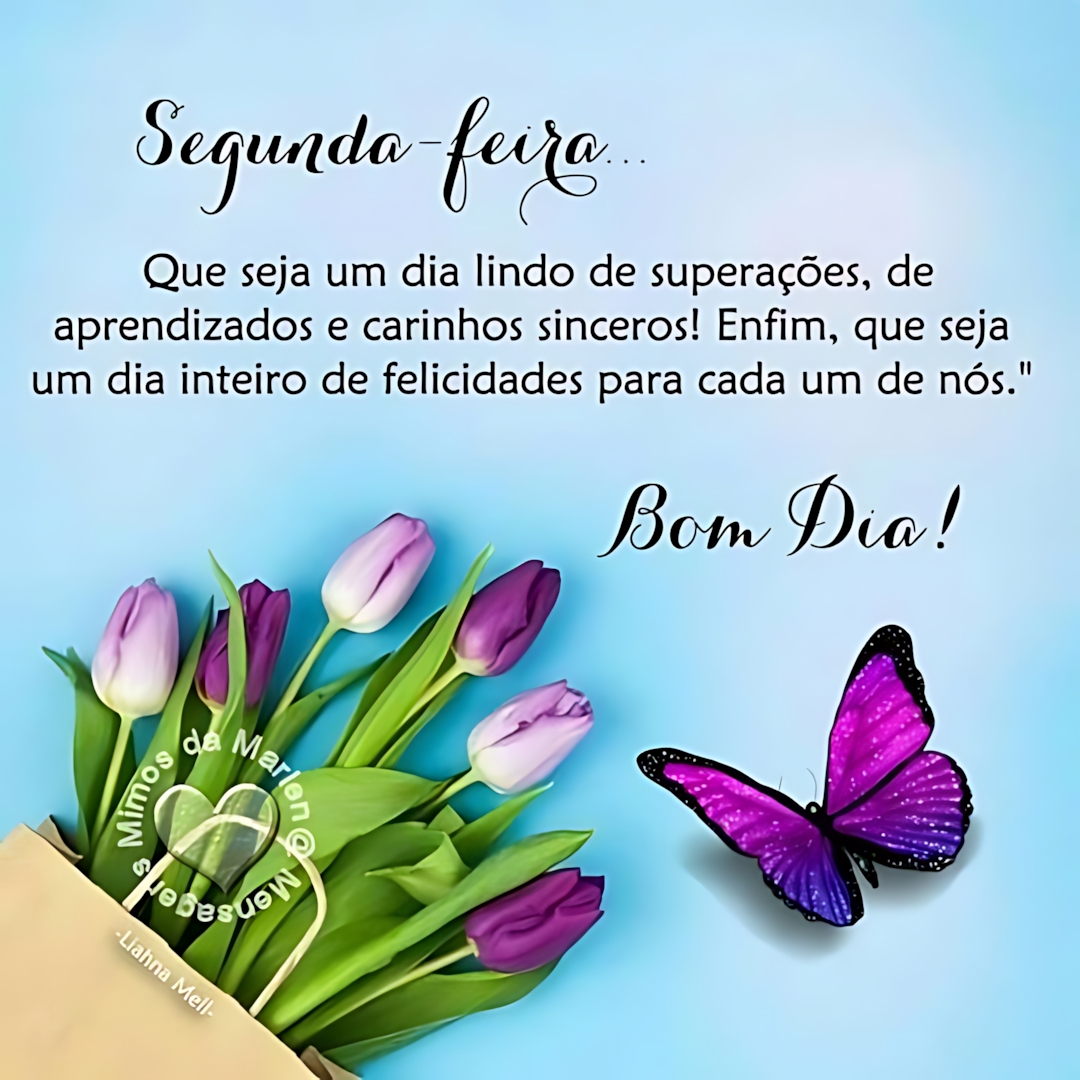 Segunda-feira...
Que seja um dia lindo de superações, de
aprendizados e carinhos sinceros! Enfim, que seja
um dia inteiro de felicidades para cada um de nós."
Bom Dia!
Mimos da Marlen@ Mensagens
-Liahna Mell-